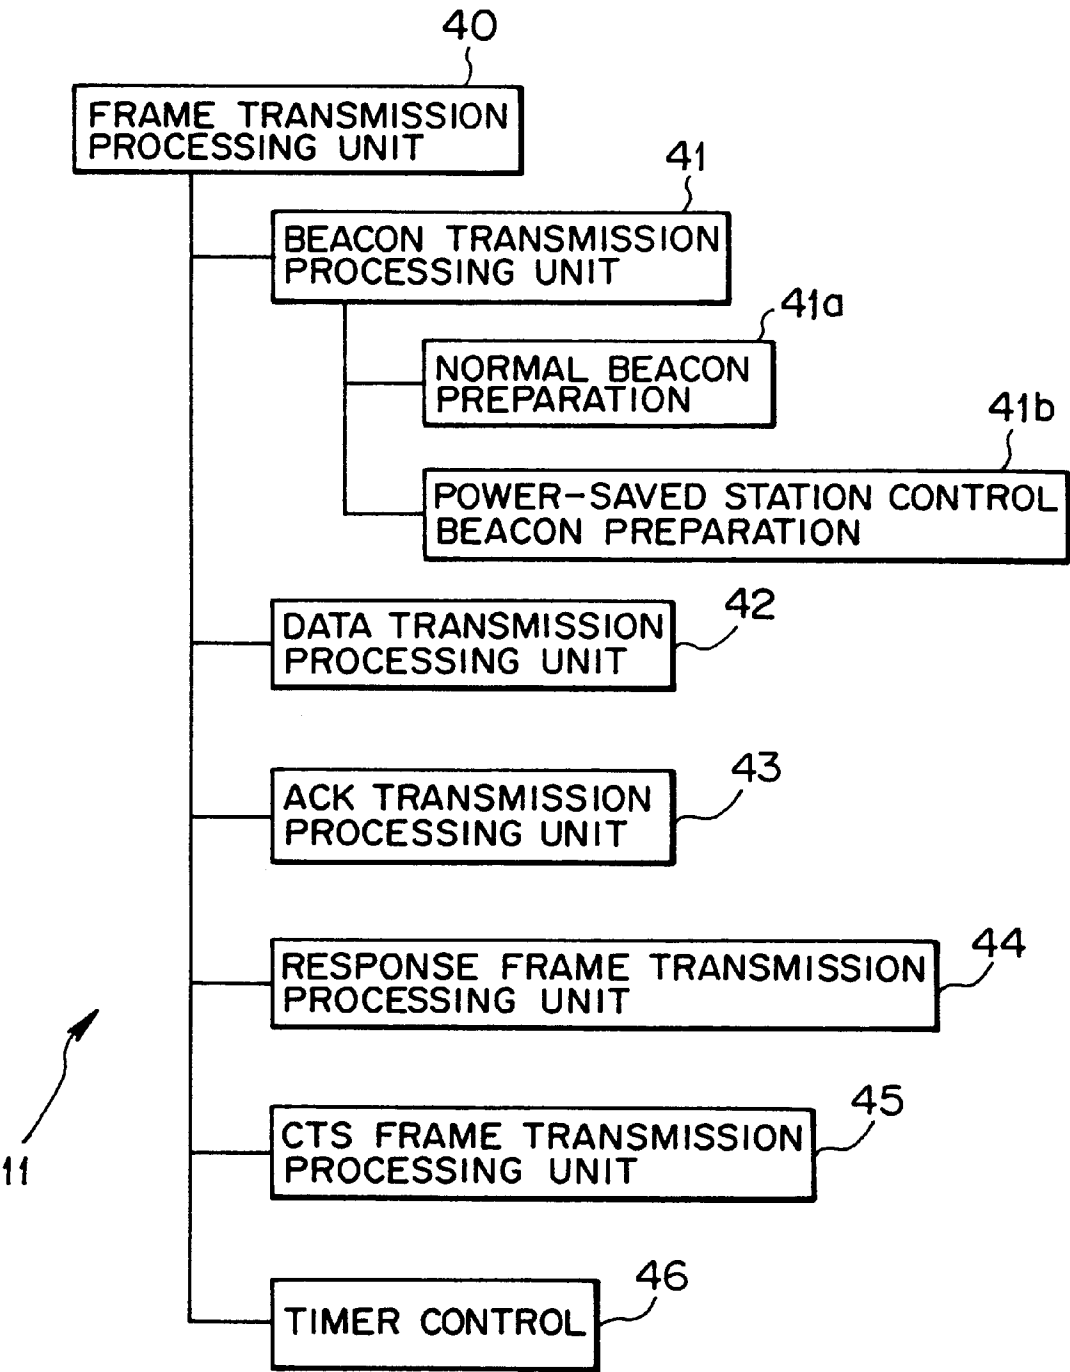 40
FRAME TRANSMISSION
PROCESSING UNIT
41
BEACON TRANSMISSION
PROCESSING UNIT
41a
NORMAL BEACON
PREPARATION
41b
POWER-SAVED STATION CONTROL
BEACON PREPARATION
42
DATA TRANSMISSION
PROCESSING UNIT
43
ACK TRANSMISSION
PROCESSING UNIT
44
RESPONSE FRAME TRANSMISSION
PROCESSING UNIT
45
CTS FRAME TRANSMISSION
PROCESSING UNIT
11
46
TIMER CONTROL